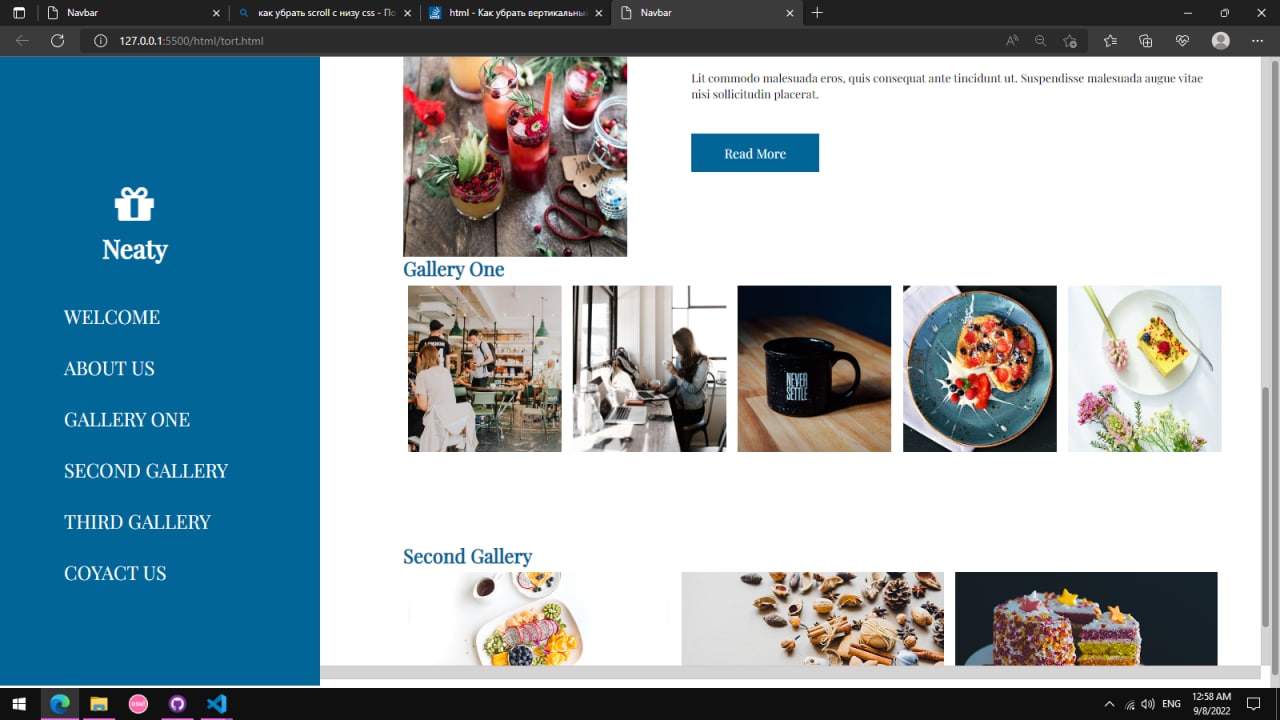 Navbar
как убрать scroll с низу css - По
html - Как убрать вертикальны
Navbar
127.0.0.1:5500/html/tort.html
Neaty
WELCOME
ABOUT US
GALLERY ONE
SECOND GALLERY
THIRD GALLERY
COYACT US
Lit commodo malesuada eros, quis consequat ante tincidunt ut. Suspendisse malesuada augue vitae
nisi sollicitudin placerat.
Read More
Gallery One
NEVER
SETTLE
Second Gallery
osu!
ENG
12:58 AM
9/8/2022